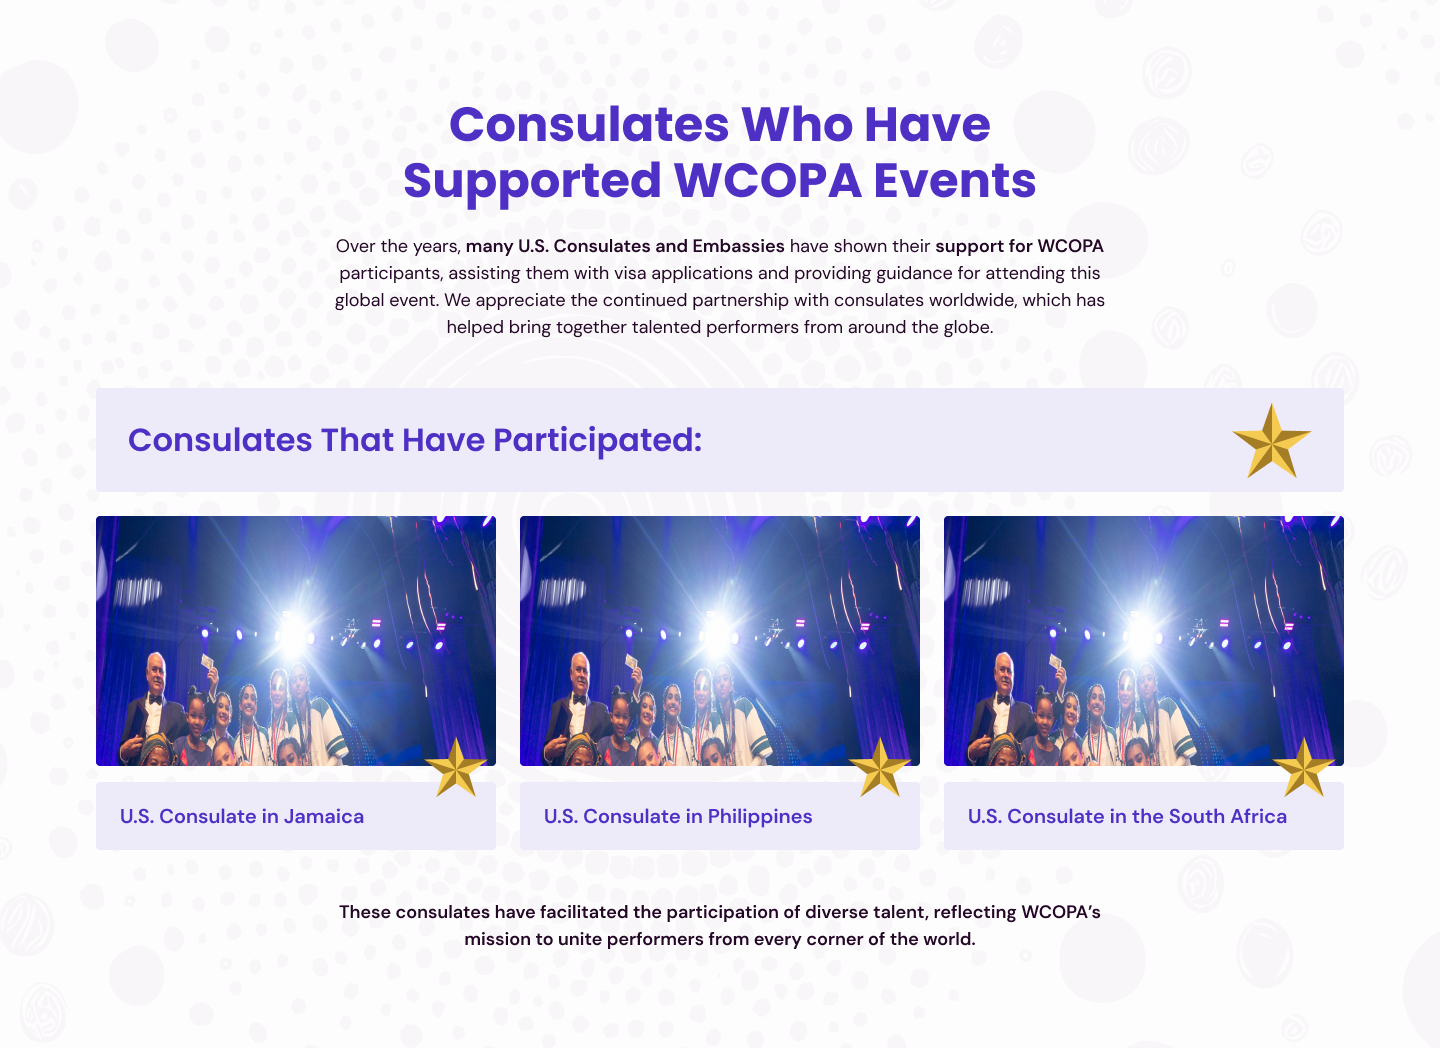 Consulates Who Have
Supported WCOPA Events
Over the years, many U.S. Consulates and Embassies have shown their support for WCOPA
participants, assisting them with visa applications and providing guidance for attending this
global event. We appreciate the continued partnership with consulates worldwide, which has
helped bring together talented performers from around the globe.
Consulates That Have Participated:
U.S. Consulate in Jamaica
U.S. Consulate in Philippines
U.S. Consulate in the South Africa
These consulates have facilitated the participation of diverse talent, reflecting WCOPA’s
mission to unite performers from every corner of the world.